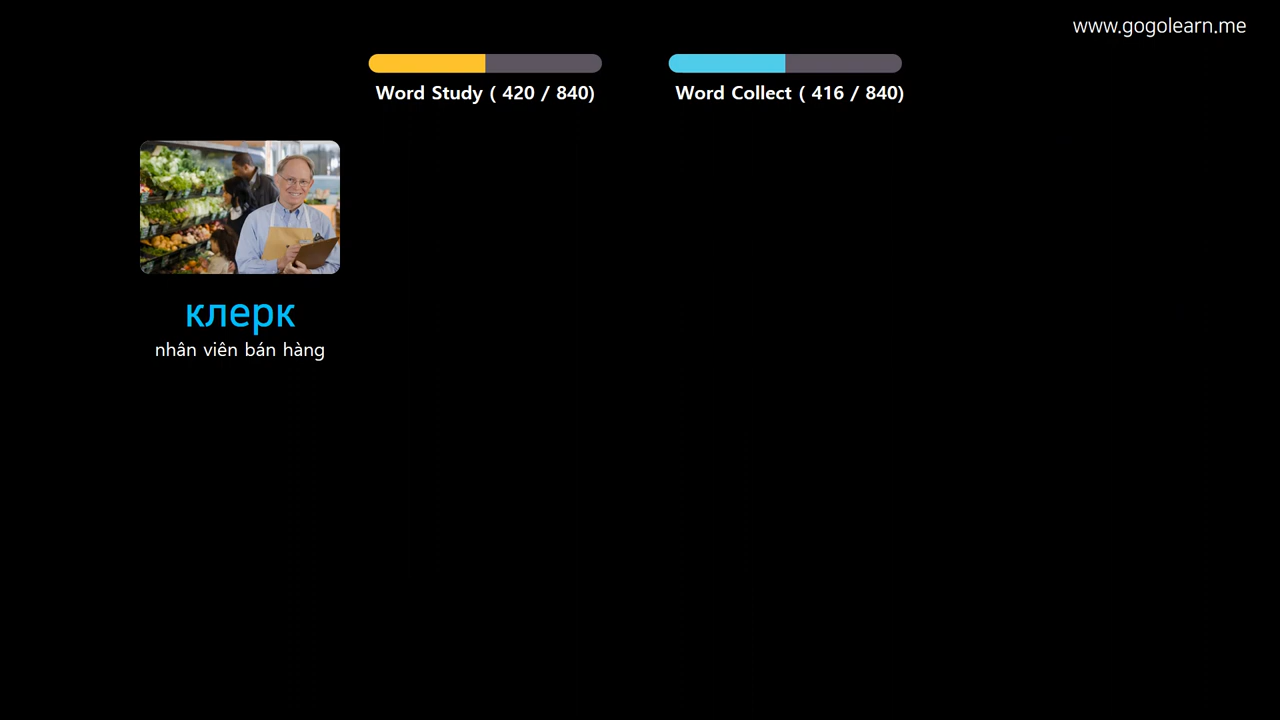 www.gogolearn.me
Word Study ( 420 / 840)
Word Collect ( 416 / 840)
клерк
nhân viên bán hàng